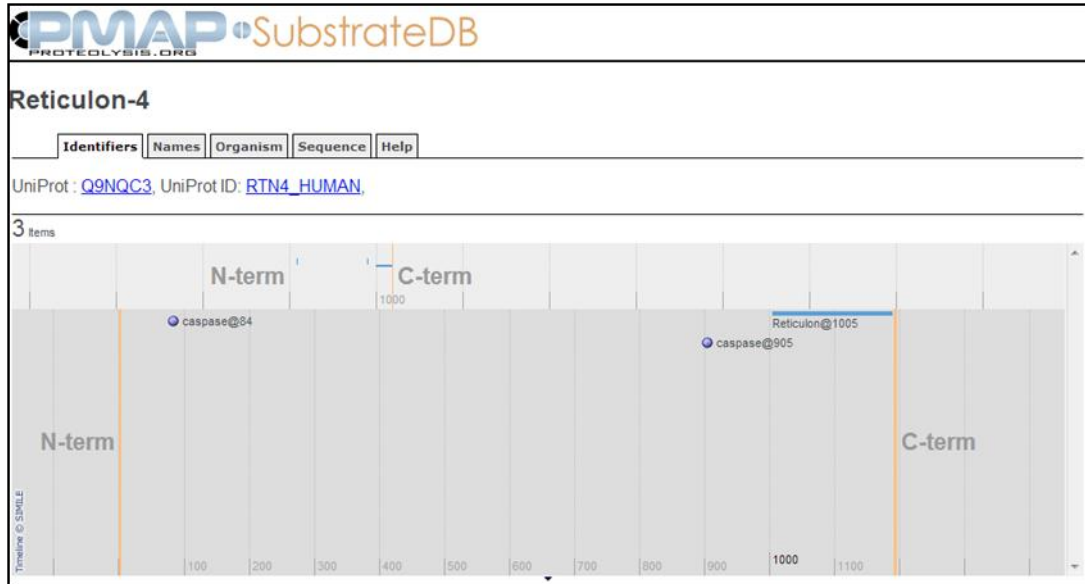 PMAP SubstrateDB
PROTEOLYSIS.ORG
Reticulon-4
Identifiers Names Organism Sequence Help
UniProt : Q9NQC3, UniProt ID: RTN4_HUMAN,
3 Items
N-term C-term
1000
caspase@84 Reticulon@1005
caspase@905
N-term C-term
Timeline © SIMILE
100 200 300 400 500 600 700 800 900 1000 1100